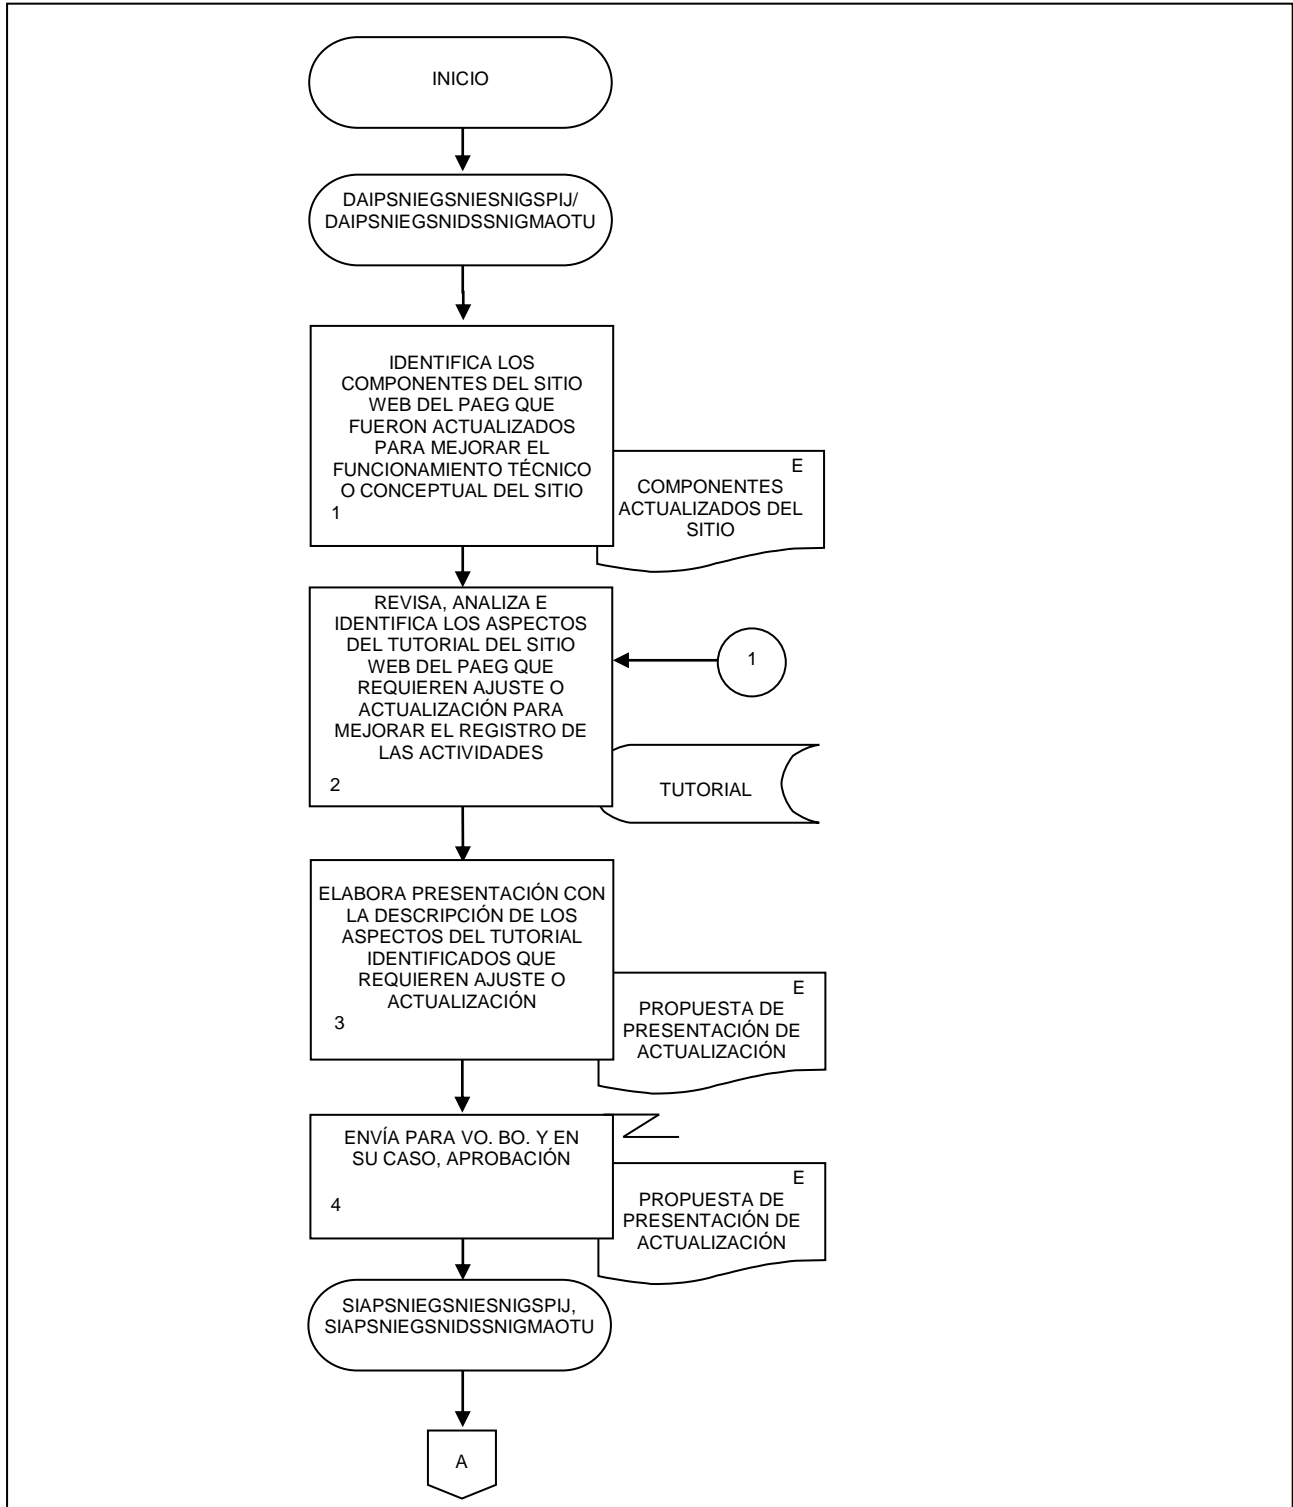 INICIO
DAIPSNIEGSNIESNIGSPIJ/
DAIPSNIEGSNIDSSNIGMAOTU
IDENTIFICA LOS
COMPONENTES DEL SITIO
WEB DEL PAEG QUE
FUERON ACTUALIZADOS
PARA MEJORAR EL
FUNCIONAMIENTO TÉCNICO
O CONCEPTUAL DEL SITIO
1
E
COMPONENTES
ACTUALIZADOS DEL
SITIO
REVISA, ANALIZA E
IDENTIFICA LOS ASPECTOS
DEL TUTORIAL DEL SITIO
WEB DEL PAEG QUE
REQUIEREN AJUSTE O
ACTUALIZACIÓN PARA
MEJORAR EL REGISTRO DE
LAS ACTIVIDADES
2
1
TUTORIAL
ELABORA PRESENTACIÓN CON
LA DESCRIPCIÓN DE LOS
ASPECTOS DEL TUTORIAL
IDENTIFICADOS QUE
REQUIEREN AJUSTE O
ACTUALIZACIÓN
3
E
PROPUESTA DE
PRESENTACIÓN DE
ACTUALIZACIÓN
ENVÍA PARA VO. BO. Y EN
SU CASO, APROBACIÓN
4
E
PROPUESTA DE
PRESENTACIÓN DE
ACTUALIZACIÓN
SIAPSNIEGSNIESNIGSPIJ,
SIAPSNIEGSNIDSSNIGMAOTU
A